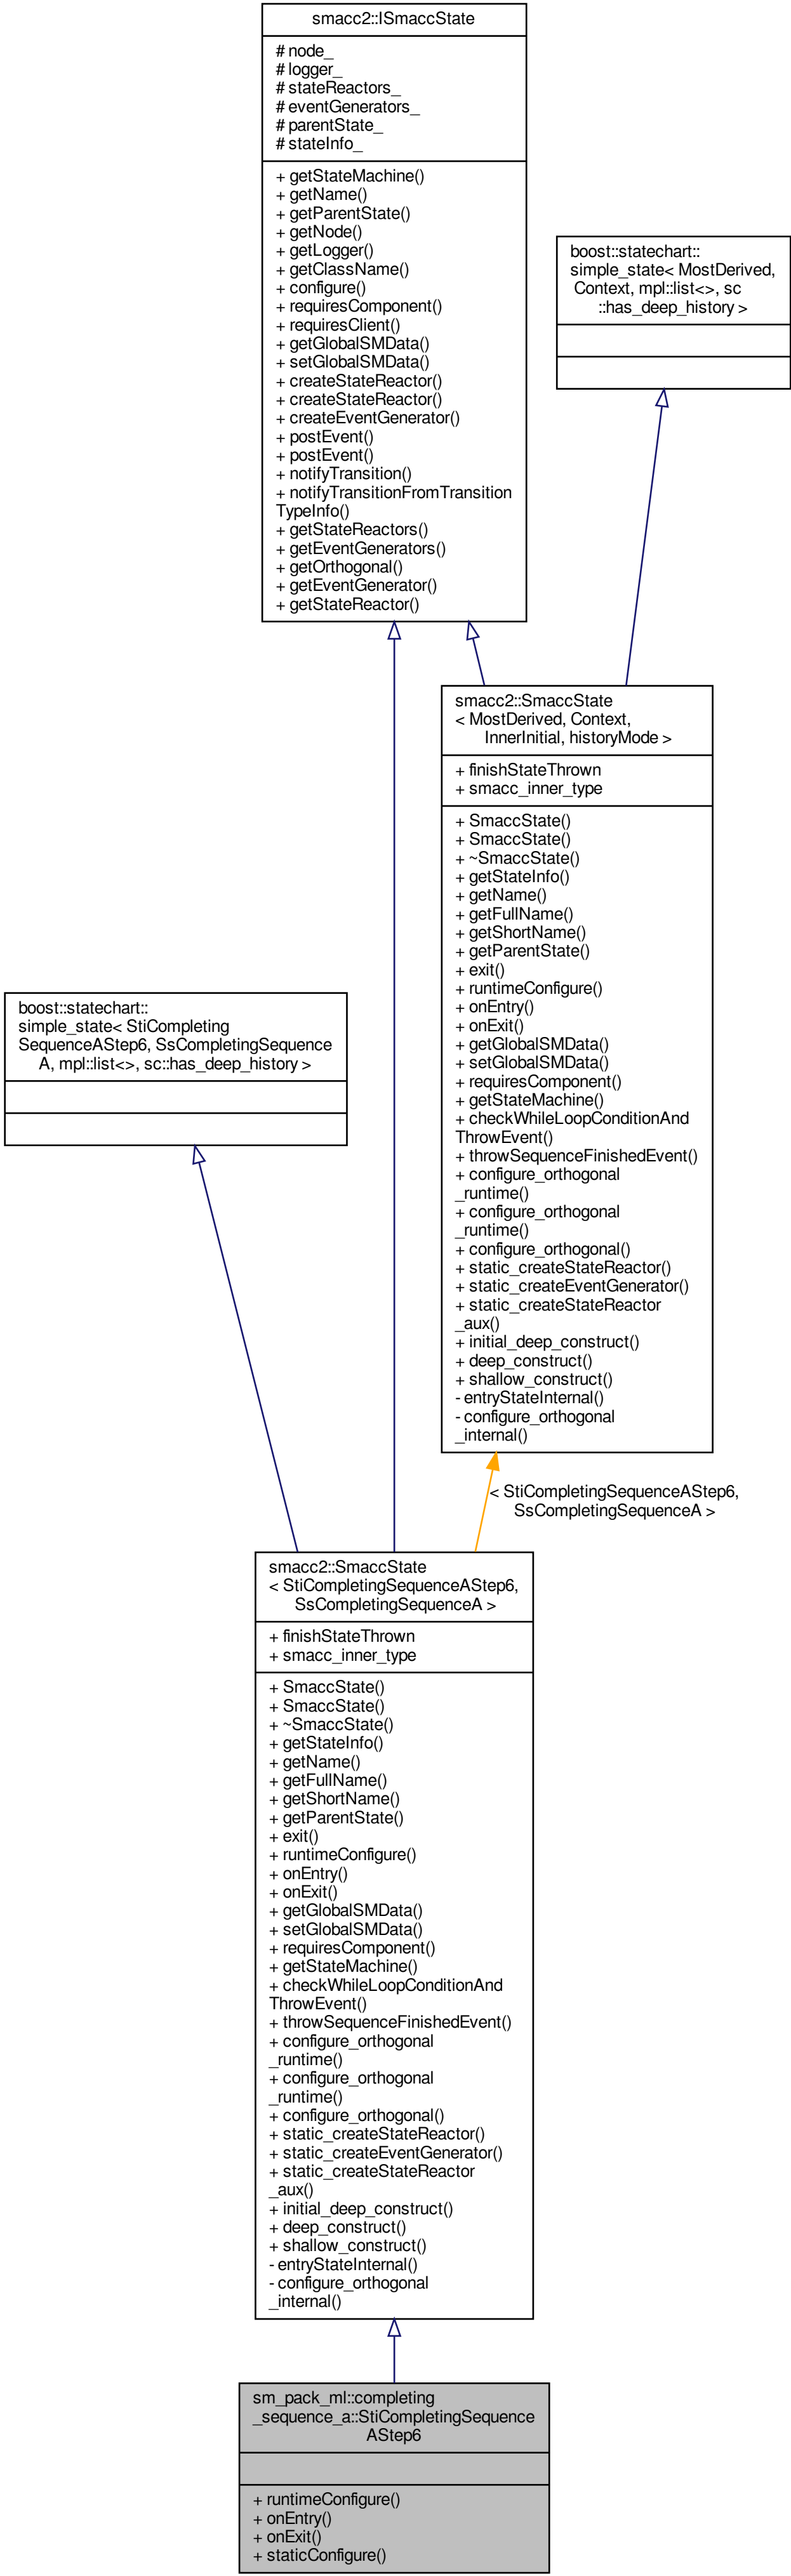 smacc2::ISmaccState
# node_
# logger_
# stateReactors_
# eventGenerators_
# parentState_
# stateInfo_
+ getStateMachine()
+ getName()
+ getParentState()
+ getNode()
+ getLogger()
+ getClassName()
+ configure()
+ requiresComponent()
+ requiresClient()
+ getGlobalSMData()
+ setGlobalSMData()
+ createStateReactor()
+ createStateReactor()
+ createEventGenerator()
+ postEvent()
+ postEvent()
+ notifyTransition()
+ notifyTransitionFromTransition
TypeInfo()
+ getStateReactors()
+ getEventGenerators()
+ getOrthogonal()
+ getEventGenerator()
+ getStateReactor()
boost::statechart::
simple_state< MostDerived,
Context, mpl::list<>, sc
::has_deep_history >
smacc2::SmaccState
< MostDerived, Context,
InnerInitial, historyMode >
+ finishStateThrown
+ smacc_inner_type
+ SmaccState()
+ SmaccState()
+ ~SmaccState()
+ getStateInfo()
+ getName()
+ getFullName()
+ getShortName()
+ getParentState()
+ exit()
+ runtimeConfigure()
+ onEntry()
+ onExit()
+ getGlobalSMData()
+ setGlobalSMData()
+ requiresComponent()
+ getStateMachine()
+ checkWhileLoopConditionAnd
ThrowEvent()
+ throwSequenceFinishedEvent()
+ configure_orthogonal
_runtime()
+ configure_orthogonal
_runtime()
+ configure_orthogonal()
+ static_createStateReactor()
+ static_createEventGenerator()
+ static_createStateReactor
_aux()
+ initial_deep_construct()
+ deep_construct()
+ shallow_construct()
- entryStateInternal()
- configure_orthogonal
_internal()
boost::statechart::
simple_state< StiCompleting
SequenceAStep6, SsCompletingSequence
A, mpl::list<>, sc::has_deep_history >
< StiCompletingSequenceAStep6,
SsCompletingSequenceA >
smacc2::SmaccState
< StiCompletingSequenceAStep6,
SsCompletingSequenceA >
+ finishStateThrown
+ smacc_inner_type
+ SmaccState()
+ SmaccState()
+ ~SmaccState()
+ getStateInfo()
+ getName()
+ getFullName()
+ getShortName()
+ getParentState()
+ exit()
+ runtimeConfigure()
+ onEntry()
+ onExit()
+ getGlobalSMData()
+ setGlobalSMData()
+ requiresComponent()
+ getStateMachine()
+ checkWhileLoopConditionAnd
ThrowEvent()
+ throwSequenceFinishedEvent()
+ configure_orthogonal
_runtime()
+ configure_orthogonal
_runtime()
+ configure_orthogonal()
+ static_createStateReactor()
+ static_createEventGenerator()
+ static_createStateReactor
_aux()
+ initial_deep_construct()
+ deep_construct()
+ shallow_construct()
- entryStateInternal()
- configure_orthogonal
_internal()
sm_pack_ml::completing
_sequence_a::StiCompletingSequence
AStep6
+ runtimeConfigure()
+ onEntry()
+ onExit()
+ staticConfigure()